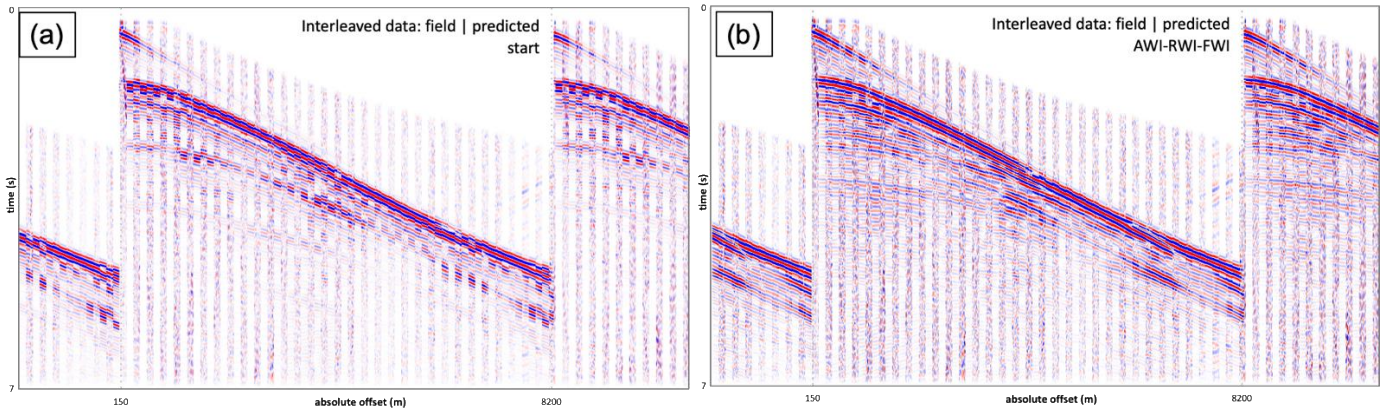 0
(a)
Interleaved data: field | predicted
start
time (s)
7
150
absolute offset (m)
8200
0
(b)
Interleaved data: field | predicted
AWI-RWI-FWI
time (s)
7
150
absolute offset (m)
8200